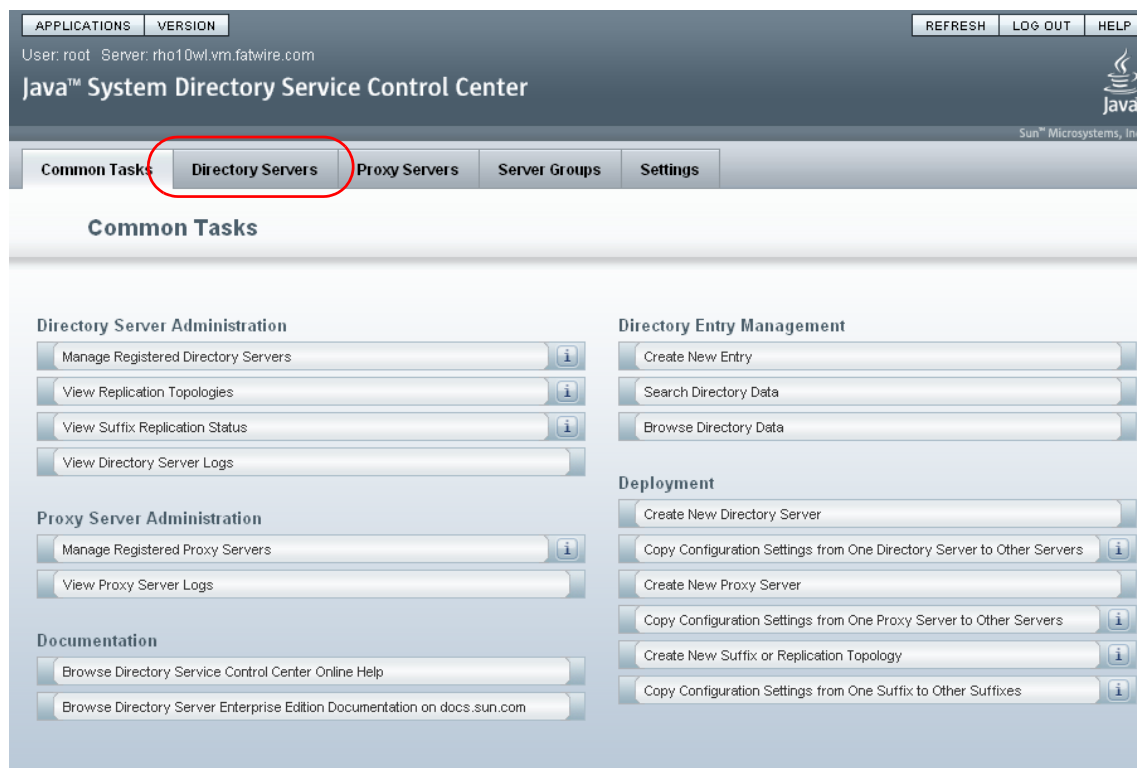 APPLICATIONS VERSION REFRESH LOG OUT HELP
User: root Server: rho10wl.vm.fatwire.com
Java™ System Directory Service Control Center
Java
Sun™ Microsystems, In
Common Tasks Directory Servers Proxy Servers Server Groups Settings
Common Tasks
Directory Server Administration
Manage Registered Directory Servers
View Replication Topologies
View Suffix Replication Status
View Directory Server Logs
Proxy Server Administration
Manage Registered Proxy Servers
View Proxy Server Logs
Documentation
Browse Directory Service Control Center Online Help
Browse Directory Server Enterprise Edition Documentation on docs.sun.com
Directory Entry Management
Create New Entry
Search Directory Data
Browse Directory Data
Deployment
Create New Directory Server
Copy Configuration Settings from One Directory Server to Other Servers
Create New Proxy Server
Copy Configuration Settings from One Proxy Server to Other Servers
Create New Suffix or Replication Topology
Copy Configuration Settings from One Suffix to Other Suffixes